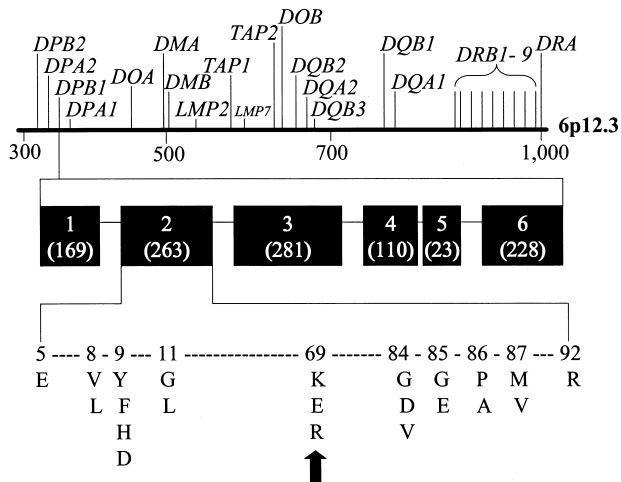 DOB
TAP2
DPB2 DMA DQB1 DRB1- 9 DRA
DPA2 DOA TAP1 DQB2
DPB1 DMB DQA2 DQA1
DPA1 LMP2 LMP7 DQB3
6p12.3
300 500 700 1,000
1 2 3 4 5 6
(169) (263) (281) (110) (23) (228)
5 ---- 8 - 9 --- 11 ----------------- 69 --------- 84 -- 85 -- 86 -- 87 --- 92
E V Y G K G G P M R
L F L E D E A V
H R V
D